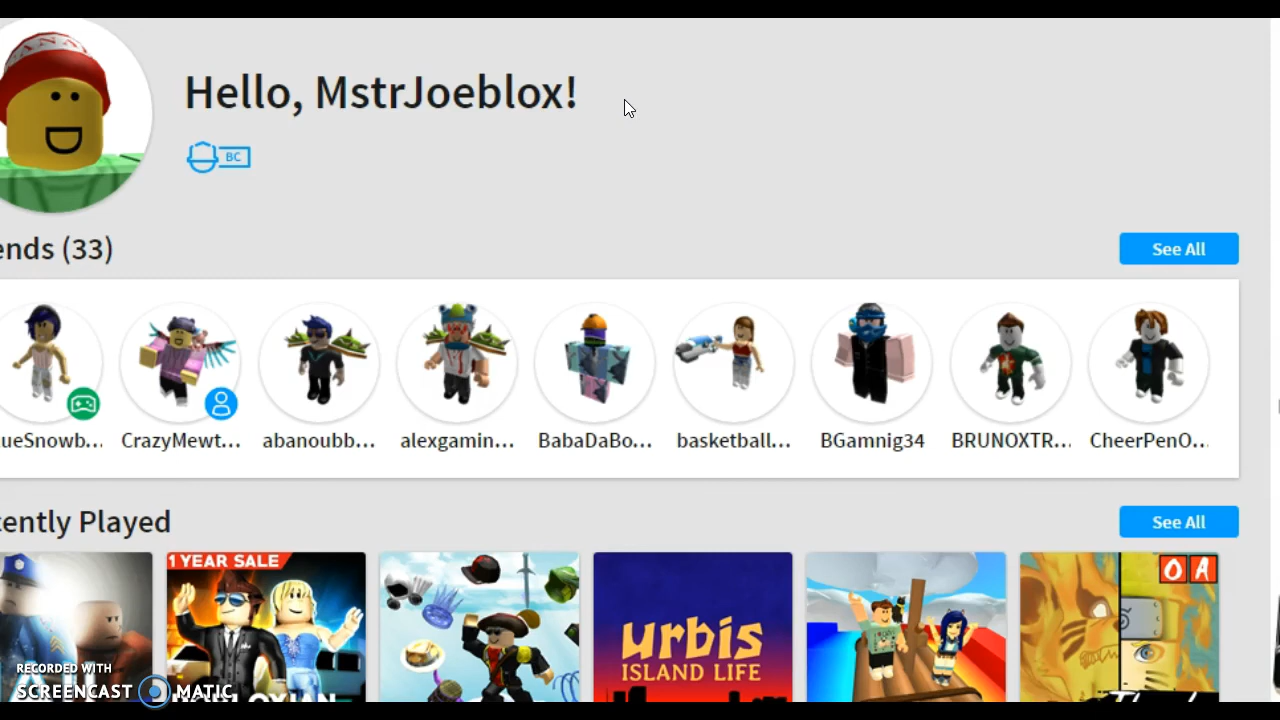 Hello, MstrJoeblox!
BC
ends (33)
See All
ueSnowb...
CrazyMewt...
abanoubb...
alexgamin...
BabaDaBo...
basketball...
BGamnig34
BRUNOXTR...
CheerPenO...
cently Played
See All
1 YEAR SALE
urbis
ISLAND LIFE
O A
RECORDED WITH
SCREENCAST MATIC